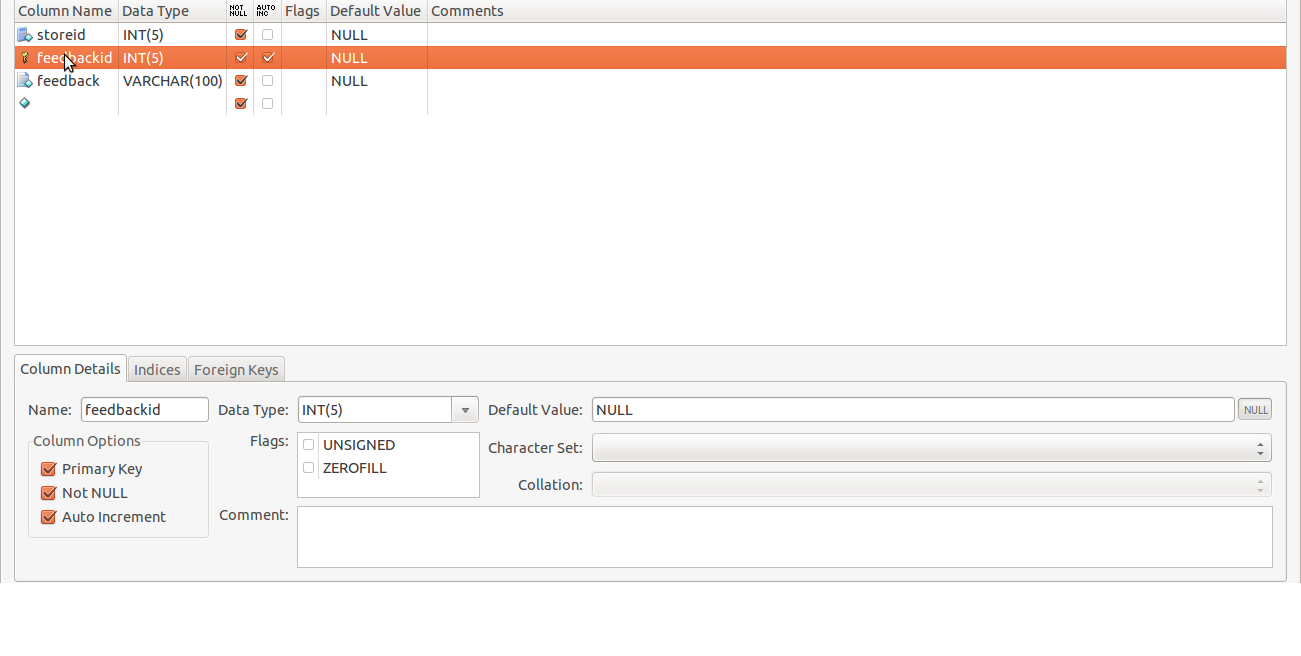 Column Name Data Type NOT NULL AUTO INC Flags Default Value Comments
storeid INT(5) NULL
feedbackid INT(5) NULL
feedback VARCHAR(100) NULL
Column Details Indices Foreign Keys
Name: feedbackid Data Type: INT(5) Default Value: NULL NULL
Column Options Flags: UNSIGNED Character Set:
Primary Key ZEROFILL
Not NULL Collation:
Auto Increment Comment: